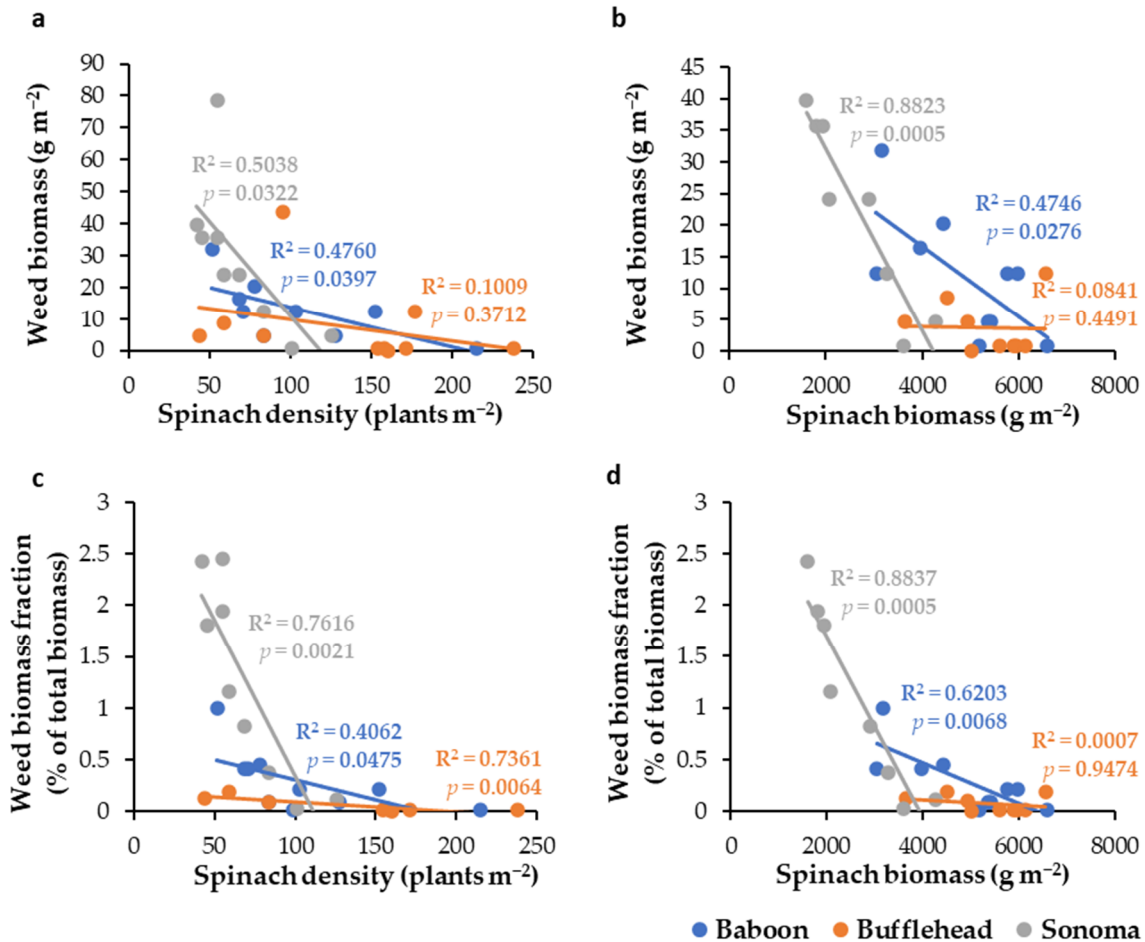 a
Weed biomass (g m⁻²)
90
80
70
60
50
40
30
20
10
0
R² = 0.5038
p = 0.0322
R² = 0.4760
p = 0.0397
R² = 0.1009
p = 0.3712
0 50 100 150 200 250
Spinach density (plants m⁻²)
b
Weed biomass (g m⁻²)
45
40
35
30
25
20
15
10
5
0
R² = 0.8823
p = 0.0005
R² = 0.4746
p = 0.0276
R² = 0.0841
p = 0.4491
0 2000 4000 6000 8000
Spinach biomass (g m⁻²)
c
Weed biomass fraction
(% of total biomass)
3
2.5
2
1.5
1
0.5
0
R² = 0.7616
p = 0.0021
R² = 0.4062
p = 0.0475
R² = 0.7361
p = 0.0064
0 50 100 150 200 250
Spinach density (plants m⁻²)
d
Weed biomass fraction
(% of total biomass)
3
2.5
2
1.5
1
0.5
0
R² = 0.8837
p = 0.0005
R² = 0.6203
p = 0.0068
R² = 0.0007
p = 0.9474
0 2000 4000 6000 8000
Spinach biomass (g m⁻²)
Baboon Bufflehead Sonoma